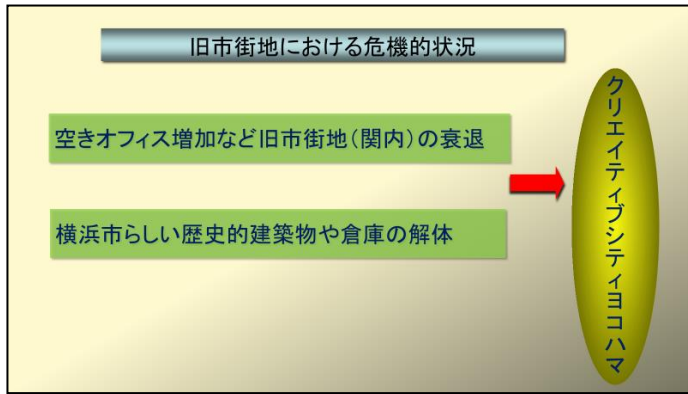 旧市街地における危機的状況
空きオフィス増加など旧市街地(関内)の衰退
横浜市らしい歴史的建築物や倉庫の解体
クリエイティブシティヨコハマ